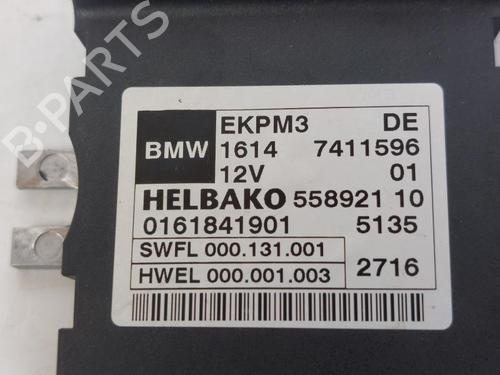 B-PARTS
EKPM3 DE
BMW 1614 7411596
12V 01
HELBAKO 558921 10
0161841901 5135
SWFL 000.131.001
HWEL 000.001.003 2716